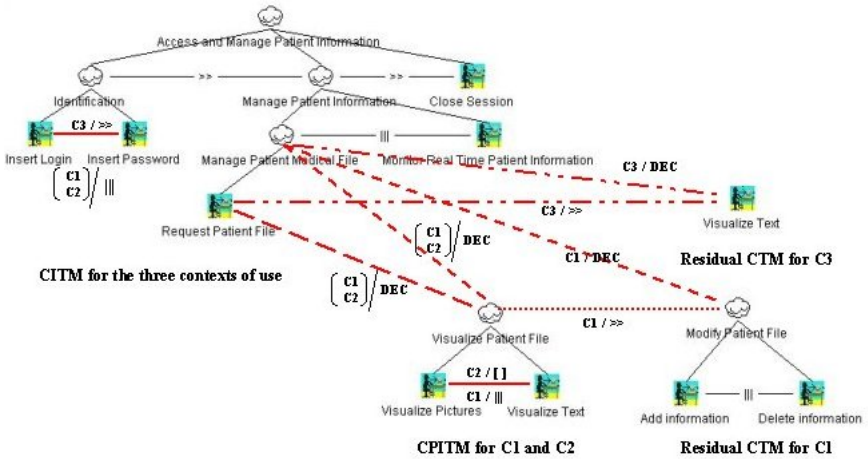 Access and Manage Patient Information
>> >>
Identification Manage Patient Information Close Session
C3 / >>
Insert Login Insert Password
(C1 C2) / |||
|||
Manage Patient Medical File Monitor Real Time Patient Information
C3 / DEC
C3 / >>
Request Patient File
Visualize Text
(C1 C2) / DEC
C1 / DEC
CITM for the three contexts of use
Residual CTM for C3
(C1 C2) / DEC
C1 / >>
Visualize Patient File Modify Patient File
C2 / [ ]
C1 / |||
|||
Visualize Pictures Visualize Text Add information Delete information
CPITM for C1 and C2 Residual CTM for C1